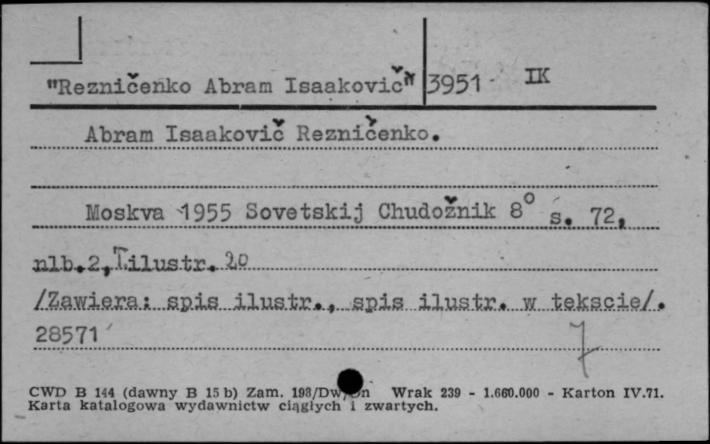 "Rezničenko Abram Isaakovič" 3951 IK
Abram Isaakovič Rezničenko.
Moskva 1955 Sovetskij Chudožnik 8° s. 72,
nlb.2,T.ilustr. 20
/Zawiera: spis ilustr., spis ilustr. w tekscie/.
28571 7
CWD B 144 (dawny B 15 b) Zam. 198/Dw/ Wrak 239 - 1.660.000 - Karton IV.71.
Karta katalogowa wydawnictw ciągłych i zwartych.